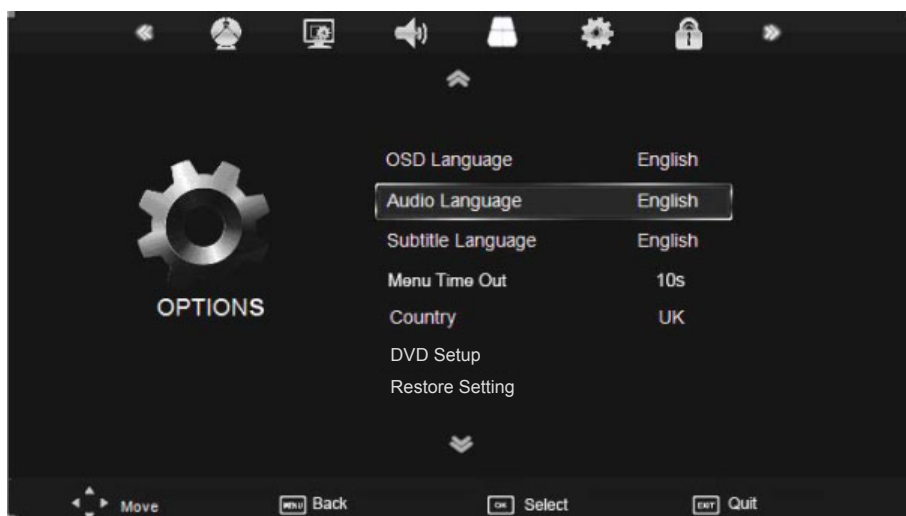 OSD Language English
Audio Language English
Subtitle Language English
Menu Time Out 10s
OPTIONS
Country UK
DVD Setup
Restore Setting
Move MENU Back OK Select EXIT Quit